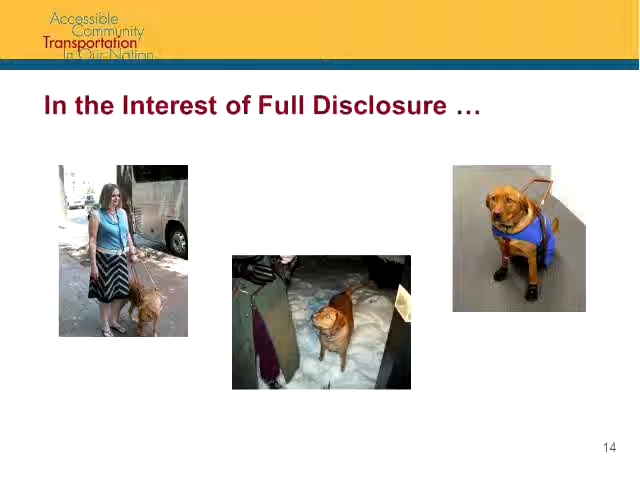 Accessible
Community
Transportation
In Our Nation
In the Interest of Full Disclosure …
14